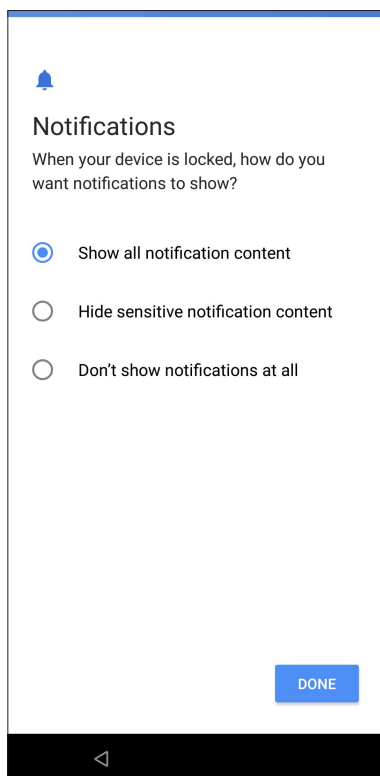 Notifications
When your device is locked, how do you
want notifications to show?
Show all notification content
Hide sensitive notification content
Don’t show notifications at all
DONE